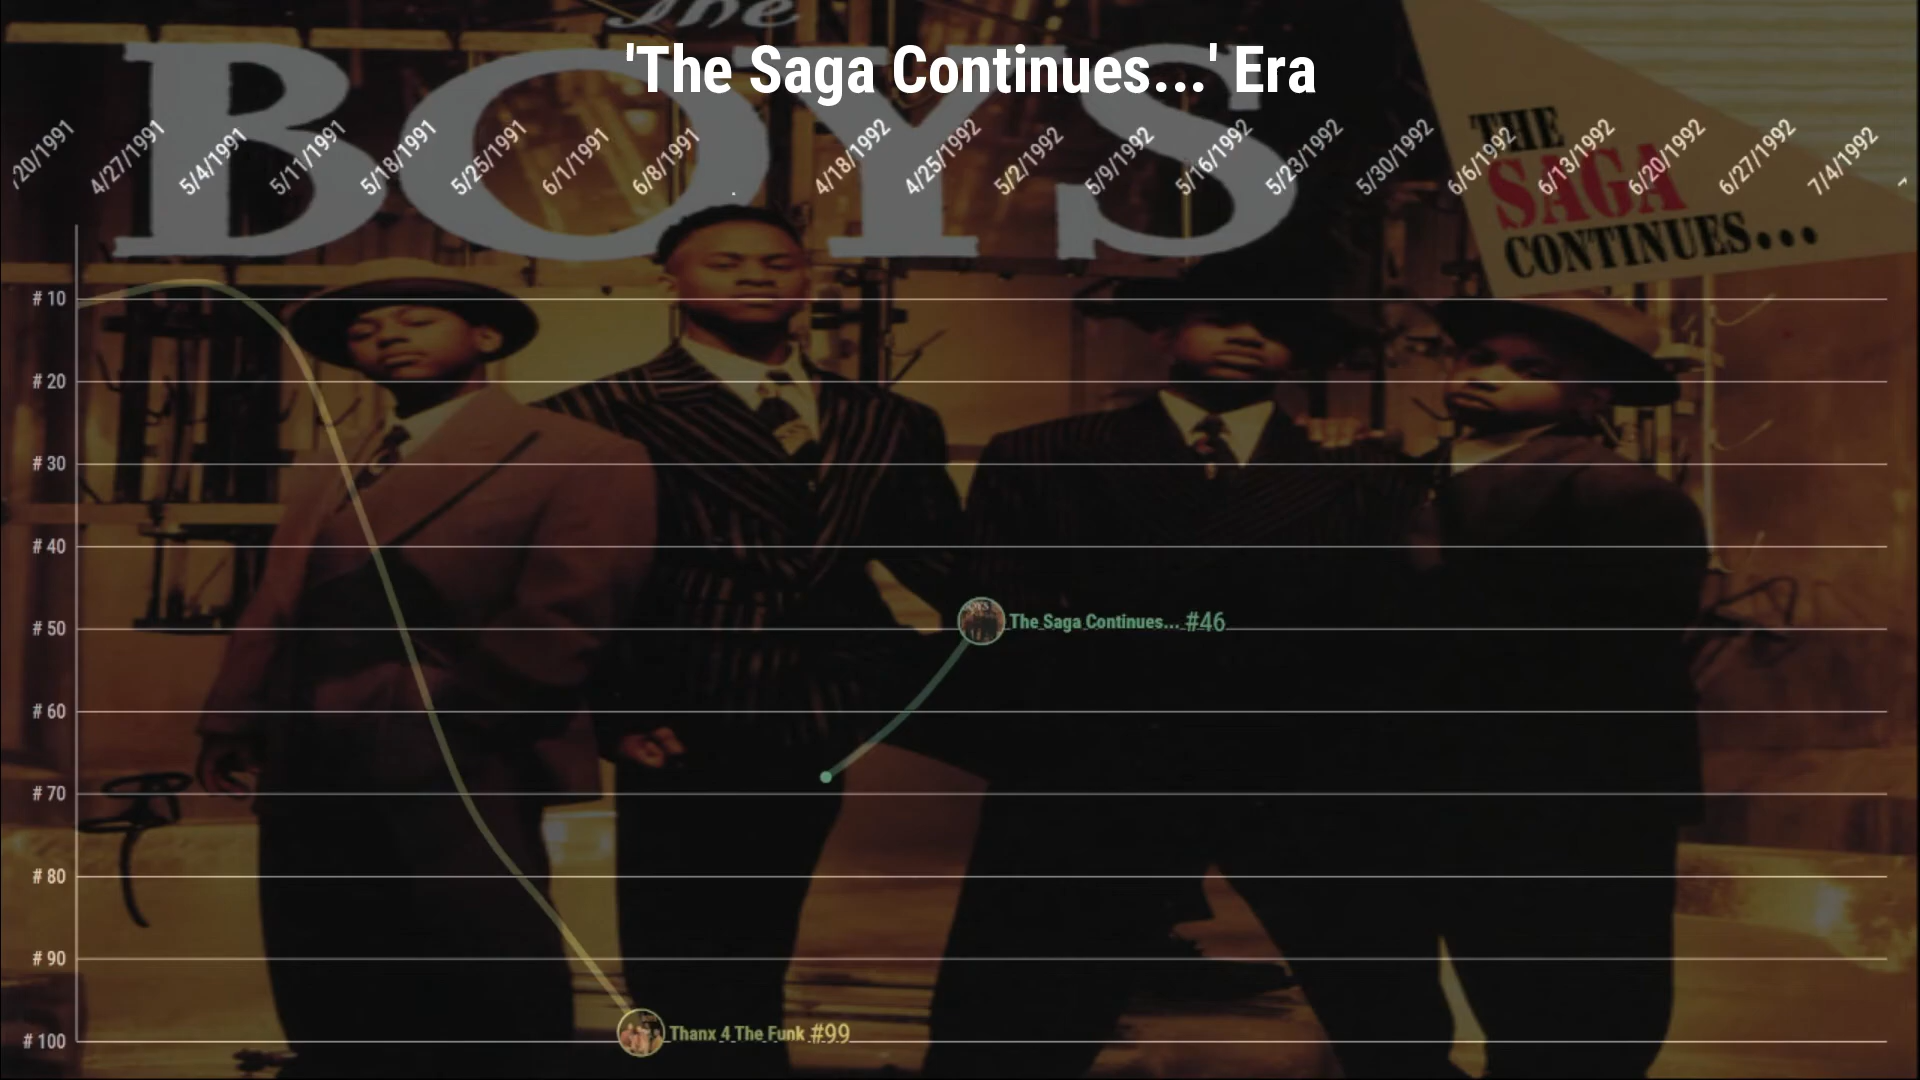 The
BOYS
'The Saga Continues...' Era
THE
SAGA
CONTINUES...
/20/1991 4/27/1991 5/4/1991 5/11/1991 5/18/1991 5/25/1991 6/1/1991 6/8/1991 4/18/1992 4/25/1992 5/2/1992 5/9/1992 5/16/1992 5/23/1992 5/30/1992 6/6/1992 6/13/1992 6/20/1992 6/27/1992 7/4/1992
# 10
# 20
# 30
# 40
# 50
The Saga Continues... #46
# 60
# 70
# 80
# 90
Thanx 4 The Funk #99
# 100